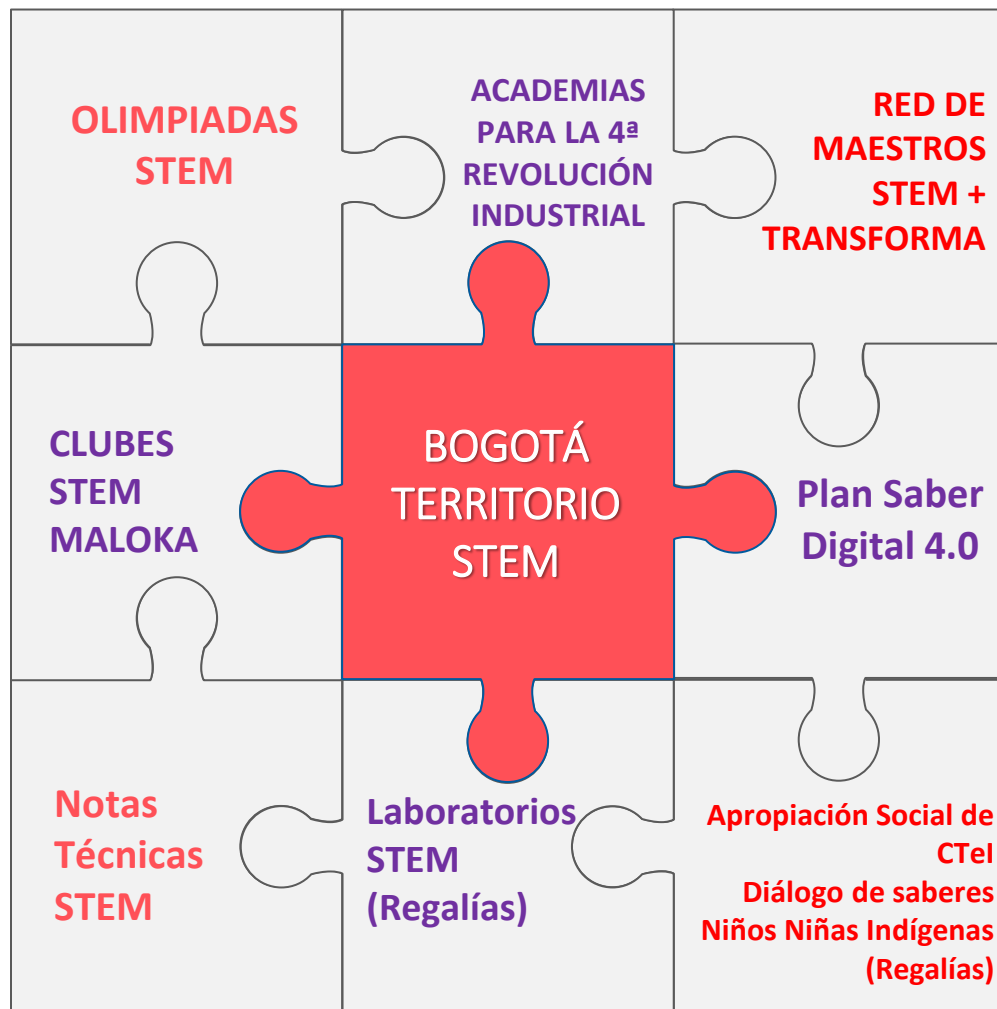 OLIMPIADAS
STEM
ACADEMIAS
PARA LA 4ª
REVOLUCIÓN
INDUSTRIAL
RED DE
MAESTROS
STEM +
TRANSFORMA
CLUBES
STEM
MALOKA
BOGOTÁ
TERRITORIO
STEM
Plan Saber
Digital 4.0
Notas
Técnicas
STEM
Laboratorios
STEM
(Regalías)
Apropiación Social de
CTeI
Diálogo de saberes
Niños Niñas Indígenas
(Regalías)